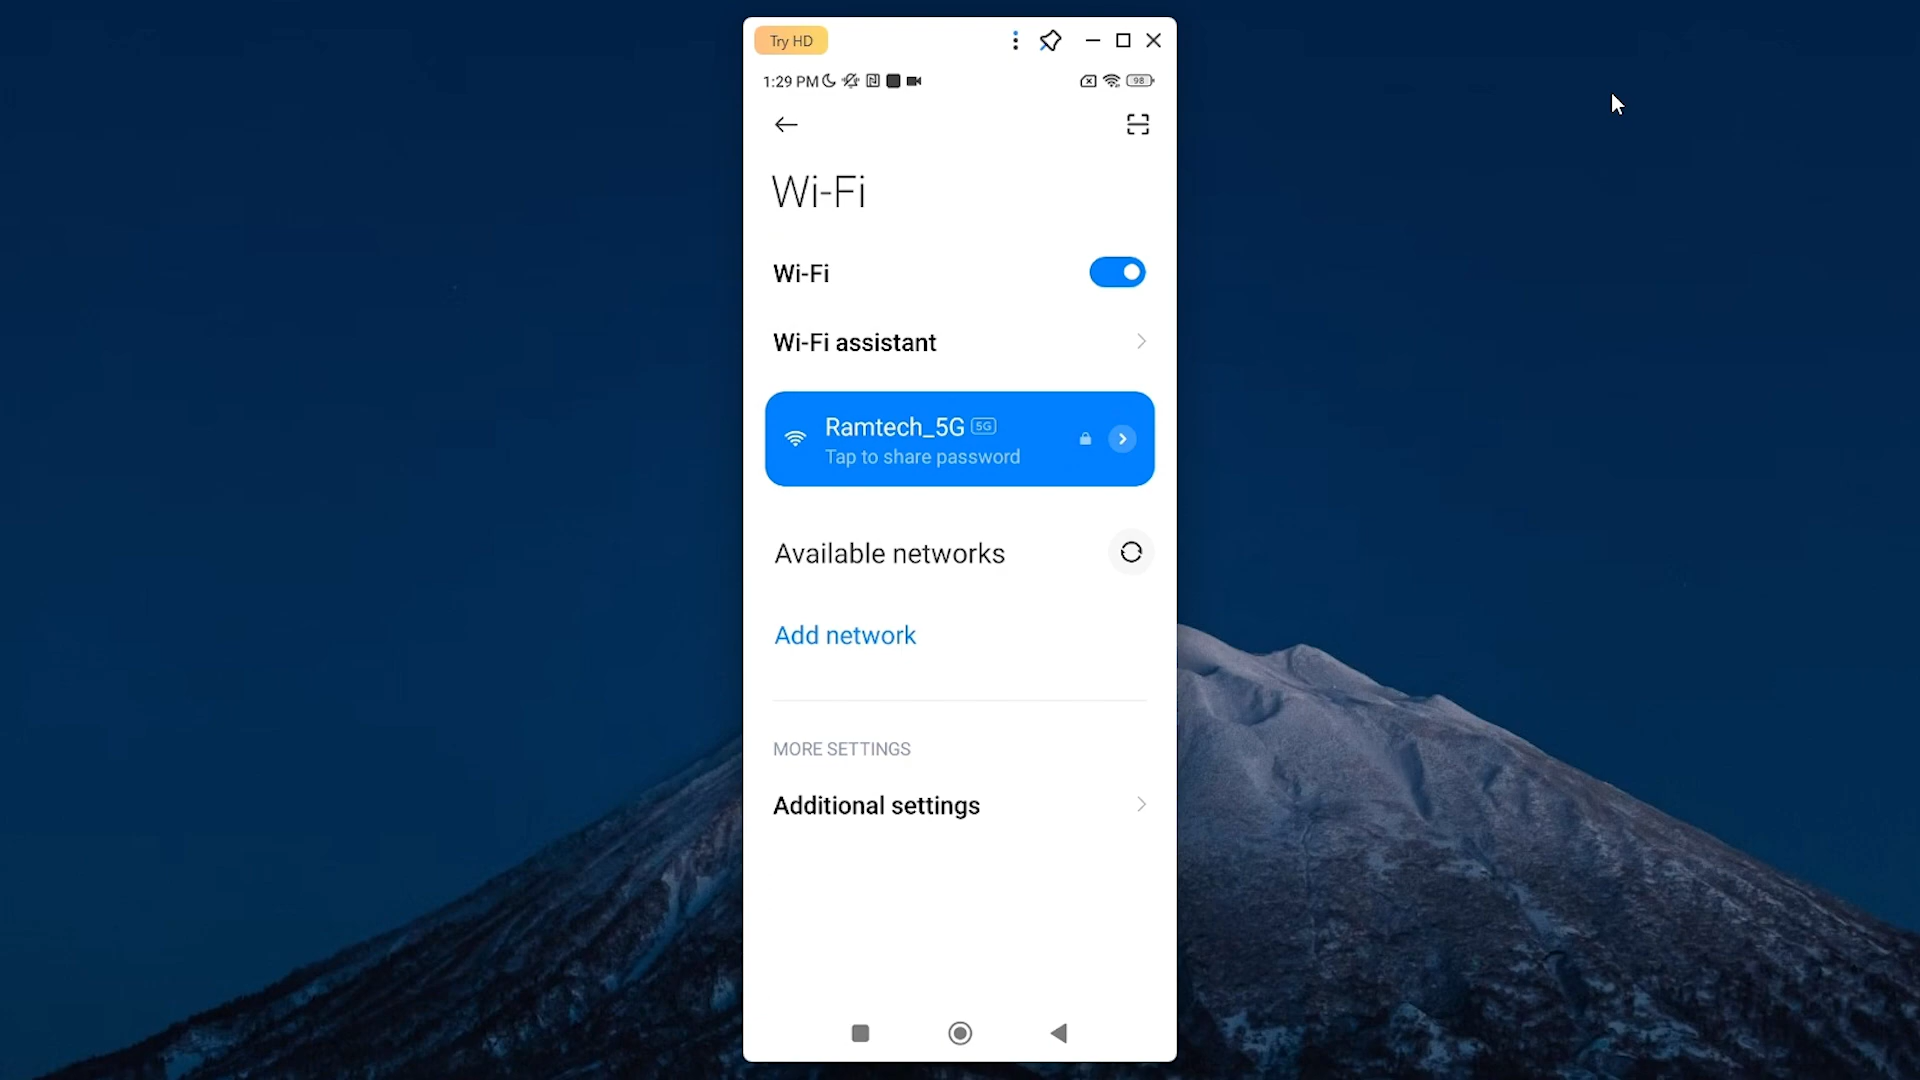 Try HD
1:29 PM
98
Wi-Fi
Wi-Fi
Wi-Fi assistant
Ramtech_5G 5G
Tap to share password
Available networks
Add network
MORE SETTINGS
Additional settings